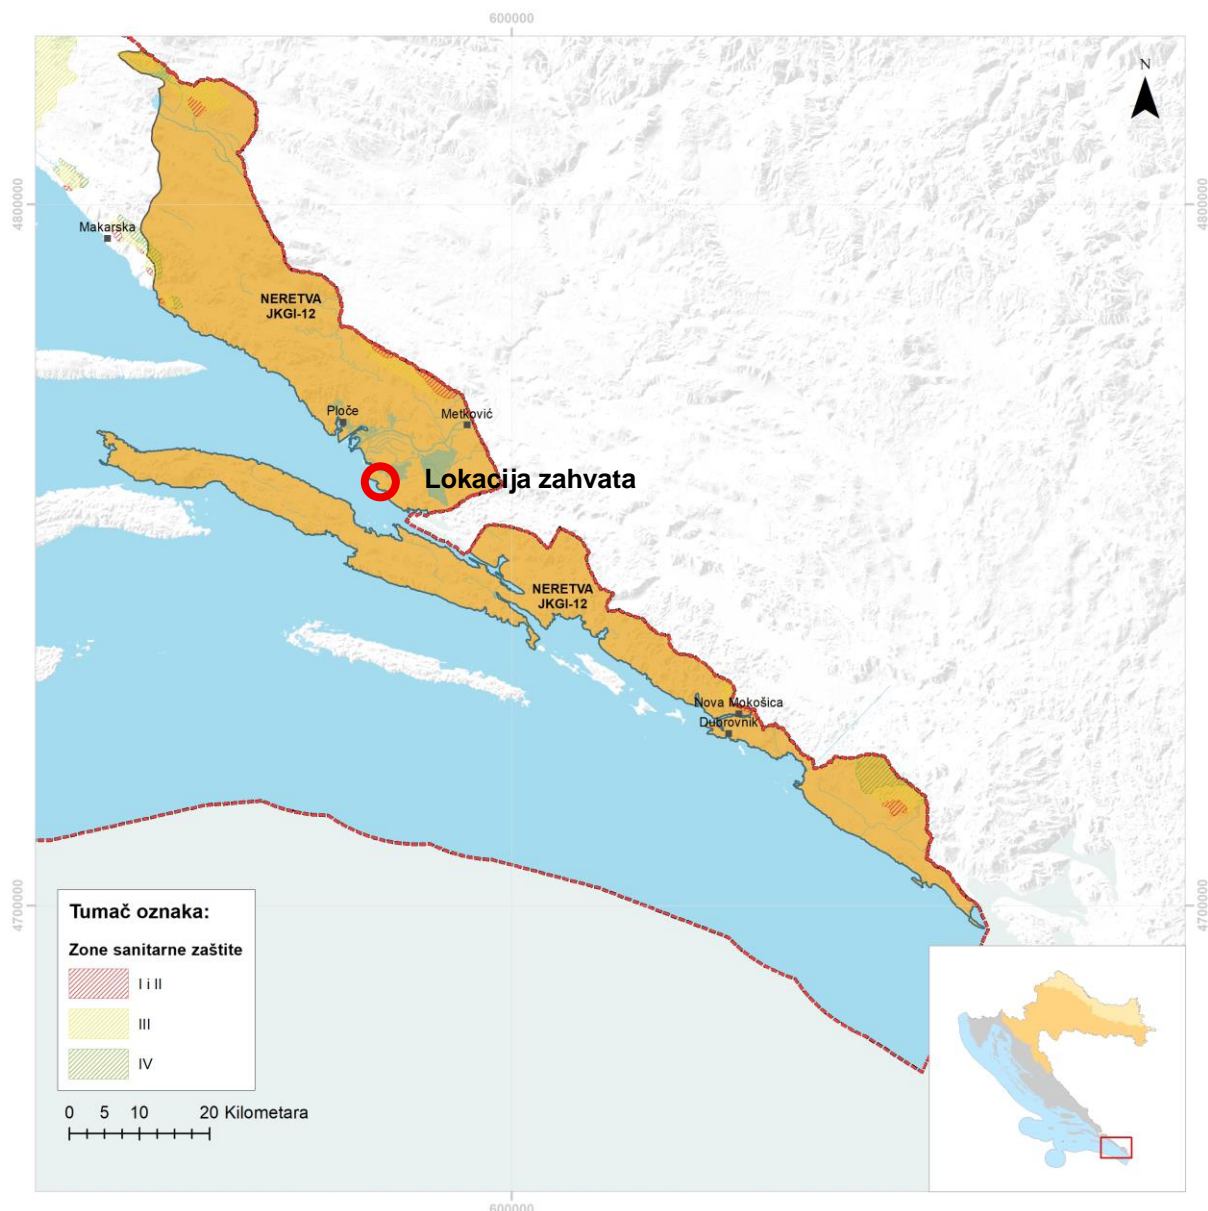 600000
N
4800000
4800000
Makarska
NERETVA
JKGI-12
Ploče
Metković
Lokacija zahvata
NERETVA
JKGI-12
Nova Mokošica
Dubrovnik
4700000
4700000
Tumač oznaka:
Zone sanitarne zaštite
I i II
III
IV
0 5 10 20 Kilometara
600000